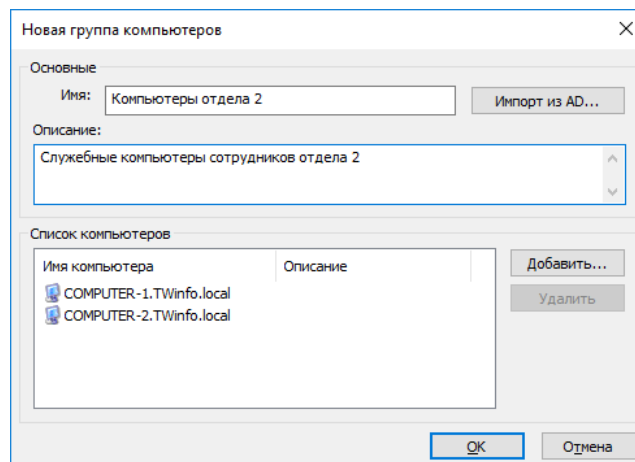 Новая группа компьютеров
Основные
Имя: Компьютеры отдела 2 Импорт из AD...
Описание:
Служебные компьютеры сотрудников отдела 2
Список компьютеров
Имя компьютера Описание Добавить...
COMPUTER-1.TWinfo.local Удалить
COMPUTER-2.TWinfo.local
OK Отмена